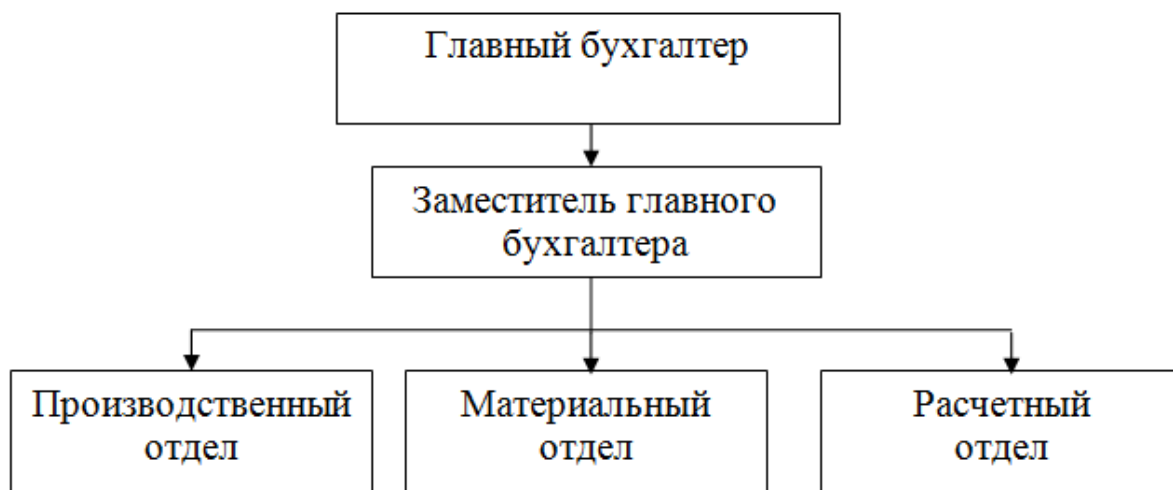 Главный бухгалтер
Заместитель главного
бухгалтера
Производственный
отдел
Материальный
отдел
Расчетный
отдел